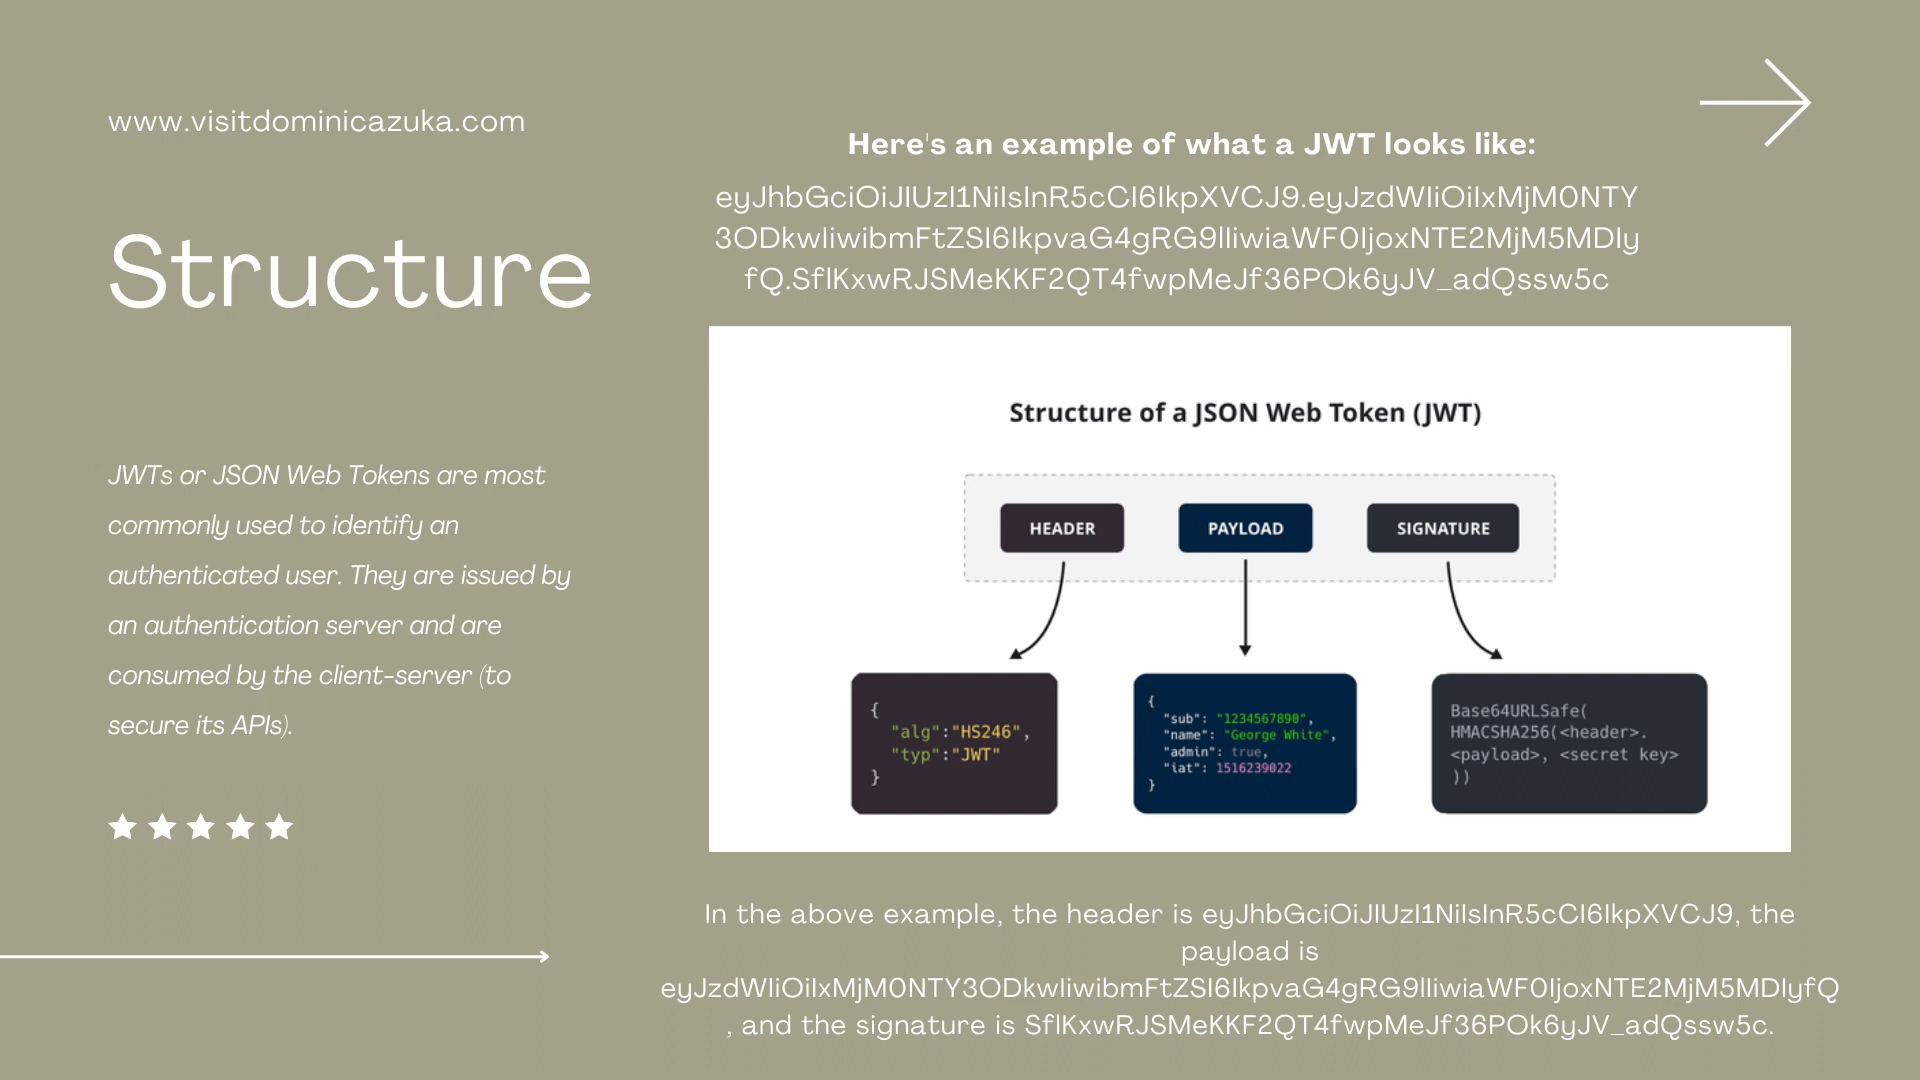 www.visitdominicazuka.com
Structure
JWTs or JSON Web Tokens are most
commonly used to identify an
authenticated user. They are issued by
an authentication server and are
consumed by the client-server (to
secure its APIs).
Here's an example of what a JWT looks like:
eyJhbGciOiJIUzI1NiIsInR5cCI6IkpXVCJ9.eyJzdWIiOiIxMjM0NTY
3ODkwIiwibmFtZSI6IkpvaG4gRG9lIiwiaWF0IjoxNTE2MjM5MDIy
fQ.SflKxwRJSMeKKF2QT4fwpMeJf36POk6yJV_adQssw5c
Structure of a JSON Web Token (JWT)
HEADER PAYLOAD SIGNATURE
{
"alg":"HS246",
"typ":"JWT"
}
{
"sub": "1234567890",
"name": "George White",
"admin": true,
"iat": 1516239022
}
Base64URLSafe(
HMACSHA256(<header>.
<payload>, <secret key>
))
In the above example, the header is eyJhbGciOiJIUzI1NiIsInR5cCI6IkpXVCJ9, the
payload is
eyJzdWIiOiIxMjM0NTY3ODkwIiwibmFtZSI6IkpvaG4gRG9lIiwiaWF0IjoxNTE2MjM5MDIyfQ
, and the signature is SflKxwRJSMeKKF2QT4fwpMeJf36POk6yJV_adQssw5c.